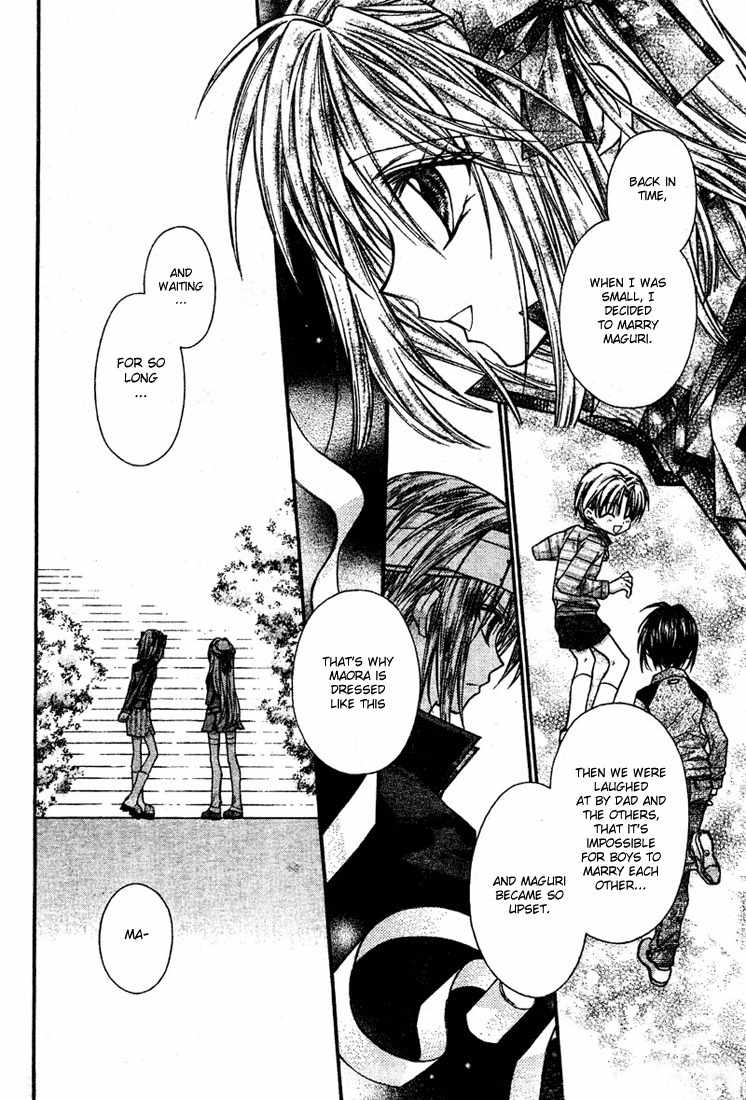 BACK IN
TIME,
WHEN I WAS
SMALL, I
DECIDED
TO MARRY
MAGURI.
THEN WE WERE
LAUGHED
AT BY DAD AND
THE OTHERS,
THAT IT'S
IMPOSSIBLE
FOR BOYS TO
MARRY EACH
OTHER...
AND MAGURI
BECAME SO
UPSET.
THAT'S WHY
MAORA
IS DRESSED
LIKE THIS
AND
WAITING
...
FOR SO
LONG
...
MA-